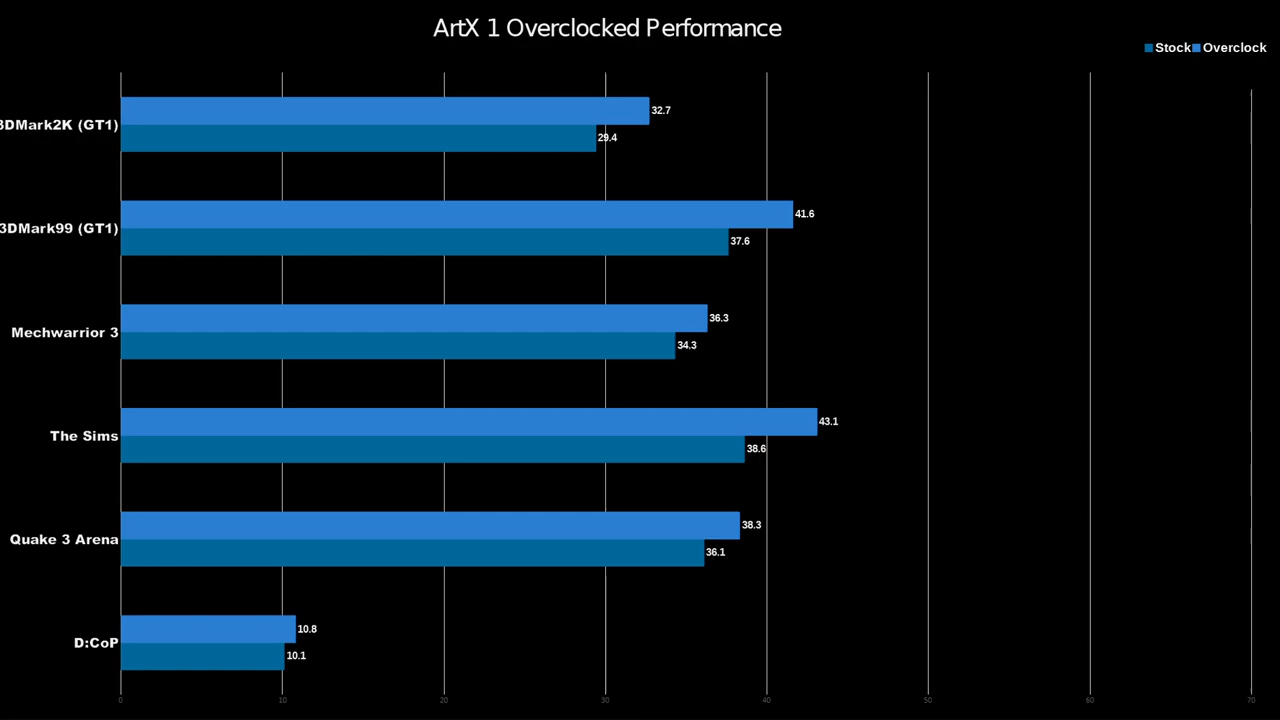 ArtX 1 Overclocked Performance
Stock Overclock
3DMark2K (GT1)
32.7
29.4
3DMark99 (GT1)
41.6
37.6
Mechwarrior 3
36.3
34.3
The Sims
43.1
38.6
Quake 3 Arena
38.3
36.1
D:CoP
10.8
10.1
0 10 20 30 40 50 60 70